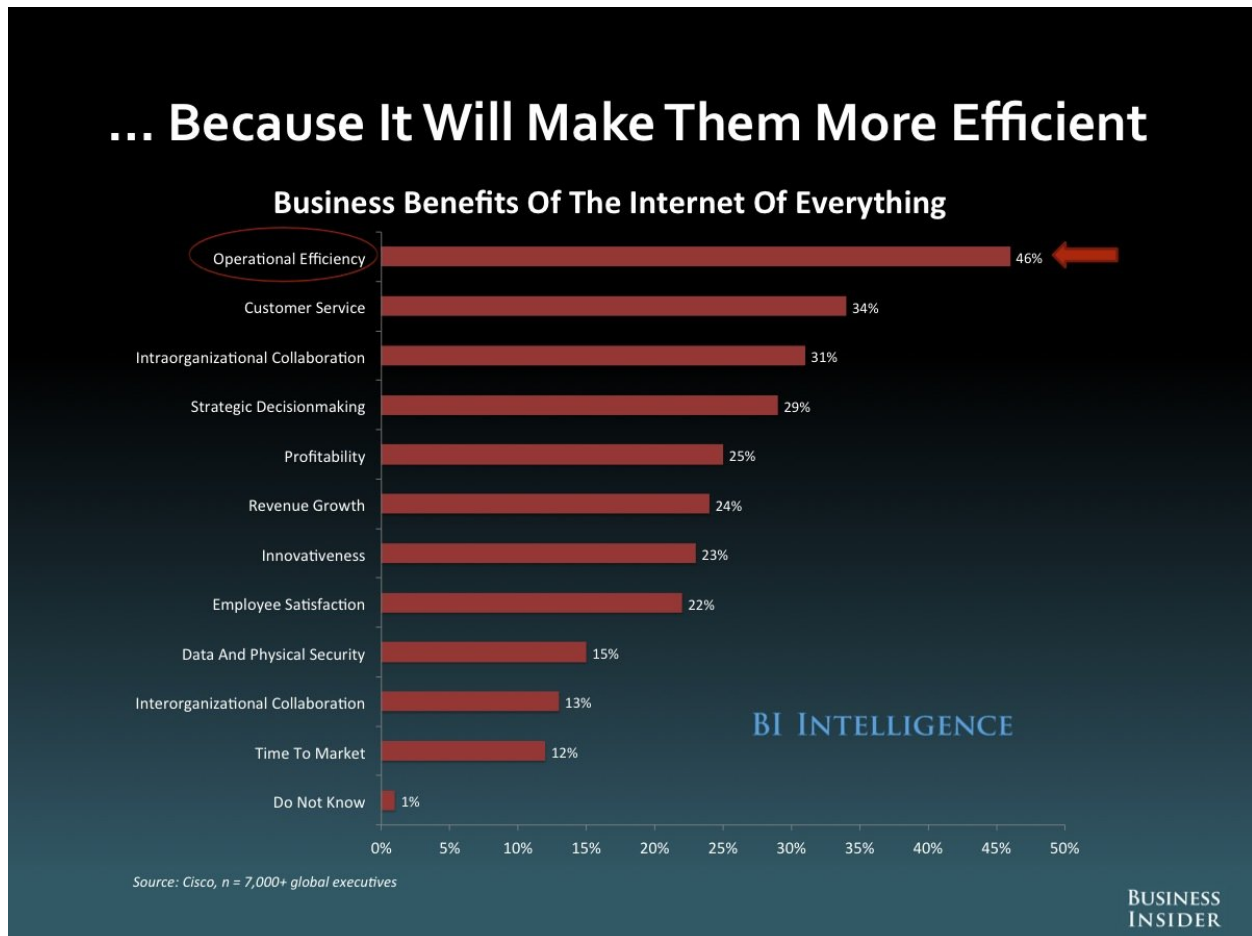 ... Because It Will Make Them More Efficient
Business Benefits Of The Internet Of Everything
Operational Efficiency 46%
Customer Service 34%
Intraorganizational Collaboration 31%
Strategic Decisionmaking 29%
Profitability 25%
Revenue Growth 24%
Innovativeness 23%
Employee Satisfaction 22%
Data And Physical Security 15%
Interorganizational Collaboration 13%
BI INTELLIGENCE
Time To Market 12%
Do Not Know 1%
0% 5% 10% 15% 20% 25% 30% 35% 40% 45% 50%
Source: Cisco, n = 7,000+ global executives
BUSINESS
INSIDER